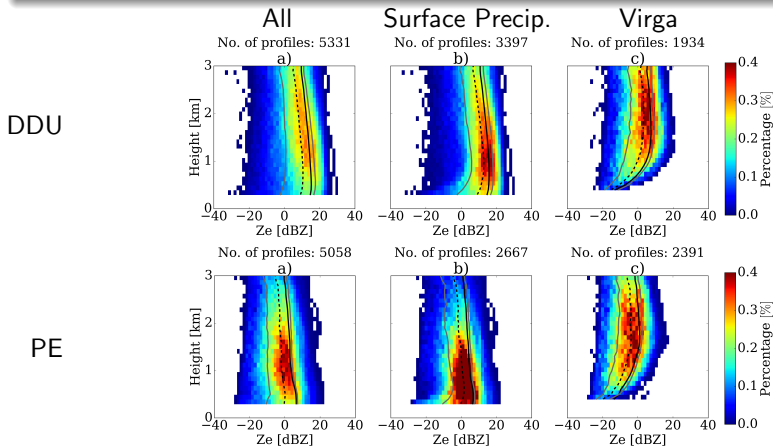 All Surface Precip. Virga
No. of profiles: 5331 No. of profiles: 3397 No. of profiles: 1934
a) b) c)
DDU
Height [km]
3
2
1
0
−40 −20 0 20 40 −40 −20 0 20 40 −40 −20 0 20 40
Ze [dBZ] Ze [dBZ] Ze [dBZ]
0.4
0.3
0.2
0.1
0.0
Percentage [%]
No. of profiles: 5058 No. of profiles: 2667 No. of profiles: 2391
a) b) c)
PE
Height [km]
3
2
1
0
−40 −20 0 20 40 −40 −20 0 20 40 −40 −20 0 20 40
Ze [dBZ] Ze [dBZ] Ze [dBZ]
0.4
0.3
0.2
0.1
0.0
Percentage [%]